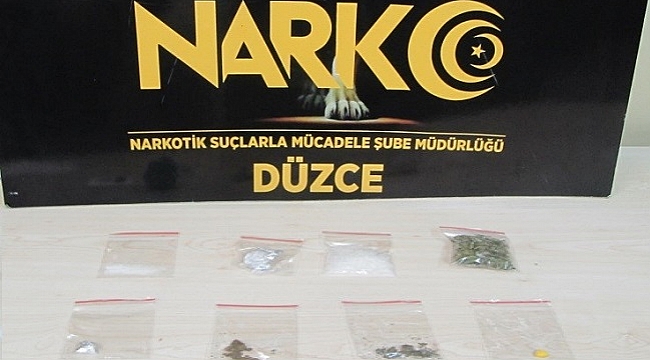 NARKO
NARKOTİK SUÇLARLA MÜCADELE ŞUBE MÜDÜRLÜĞÜ
DÜZCE